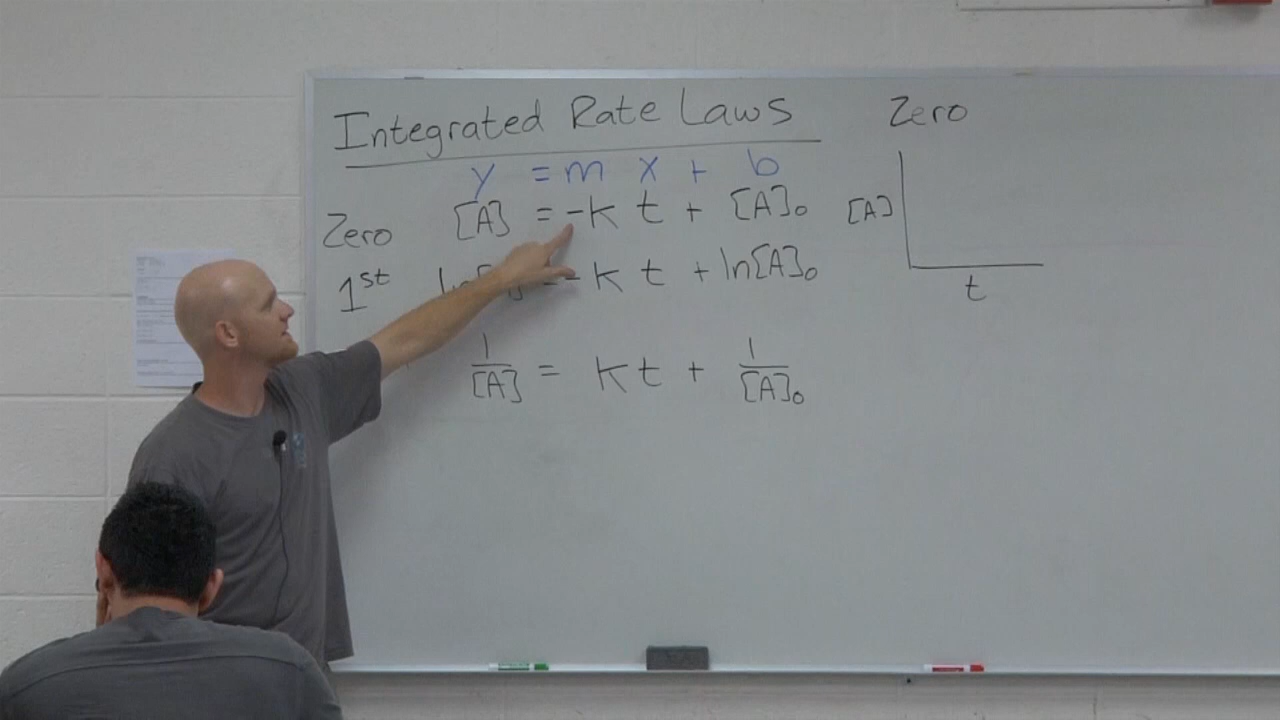 Integrated Rate Laws
y = m x + b
Zero [A] = -k t + [A]₀
1st = - k t + ln[A]₀
1/[A] = k t + 1/[A]₀
Zero
[A]
t